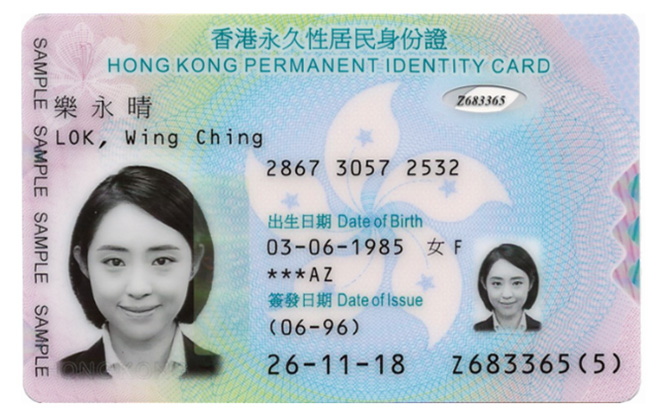 香港永久性居民身份證
HONG KONG PERMANENT IDENTITY CARD
SAMPLE SAMPLE SAMPLE SAMPLE
Z683365
樂永晴
LOK, Wing Ching
2867 3057 2532
出生日期 Date of Birth
03-06-1985 女 F
***AZ
簽發日期 Date of Issue
(06-96)
26-11-18
Z683365(5)
HONG KONG